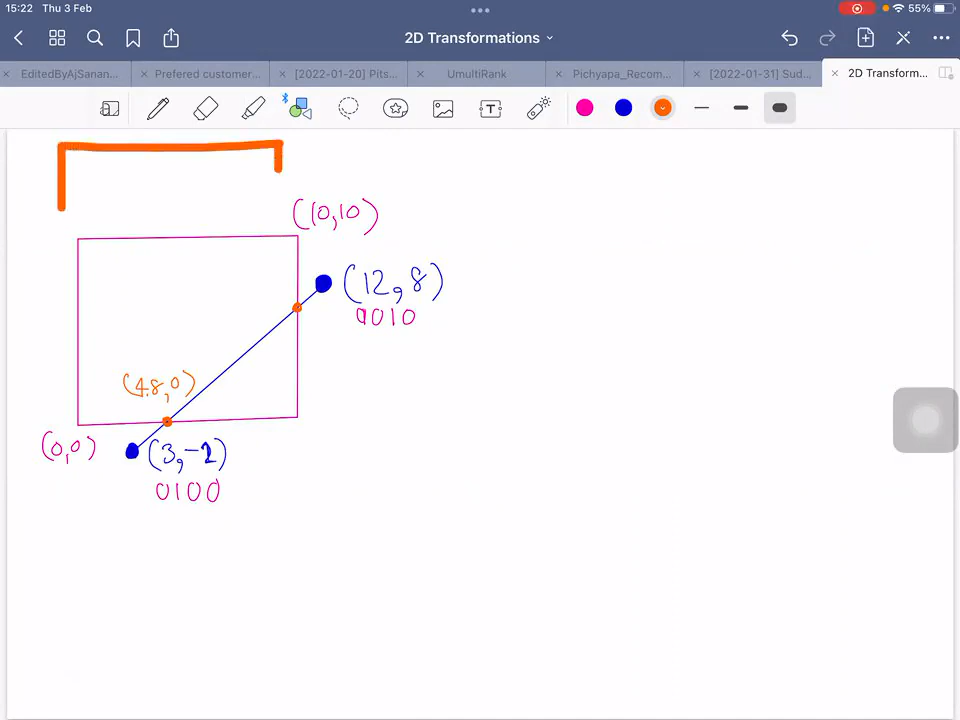 15:22 Thu 3 Feb
55%
2D Transformations
EditedByAjSanan...
Prefered customer...
[2022-01-20] Pits...
UmultiRank
Pichyapa_Recom...
[2022-01-31] Sud...
2D Transform...
(10,10)
(12,8)
0010
(4.8,0)
(0,0)
(3,-2)
0100